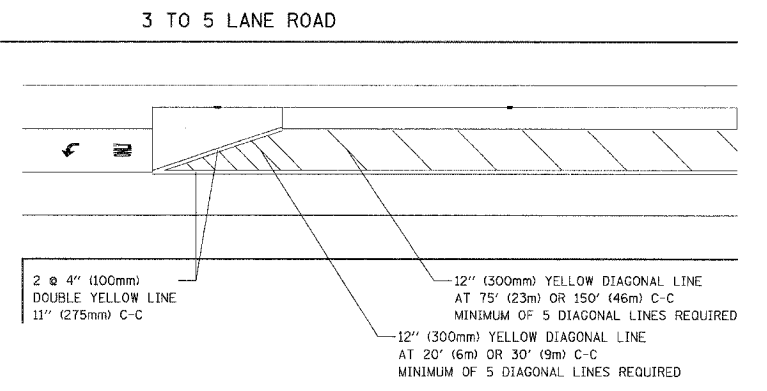 3 TO 5 LANE ROAD
2 @ 4" (100mm)
DOUBLE YELLOW LINE
11" (275mm) C-C
12" (300mm) YELLOW DIAGONAL LINE
AT 75' (23m) OR 150' (46m) C-C
MINIMUM OF 5 DIAGONAL LINES REQUIRED
12" (300mm) YELLOW DIAGONAL LINE
AT 20' (6m) OR 30' (9m) C-C
MINIMUM OF 5 DIAGONAL LINES REQUIRED